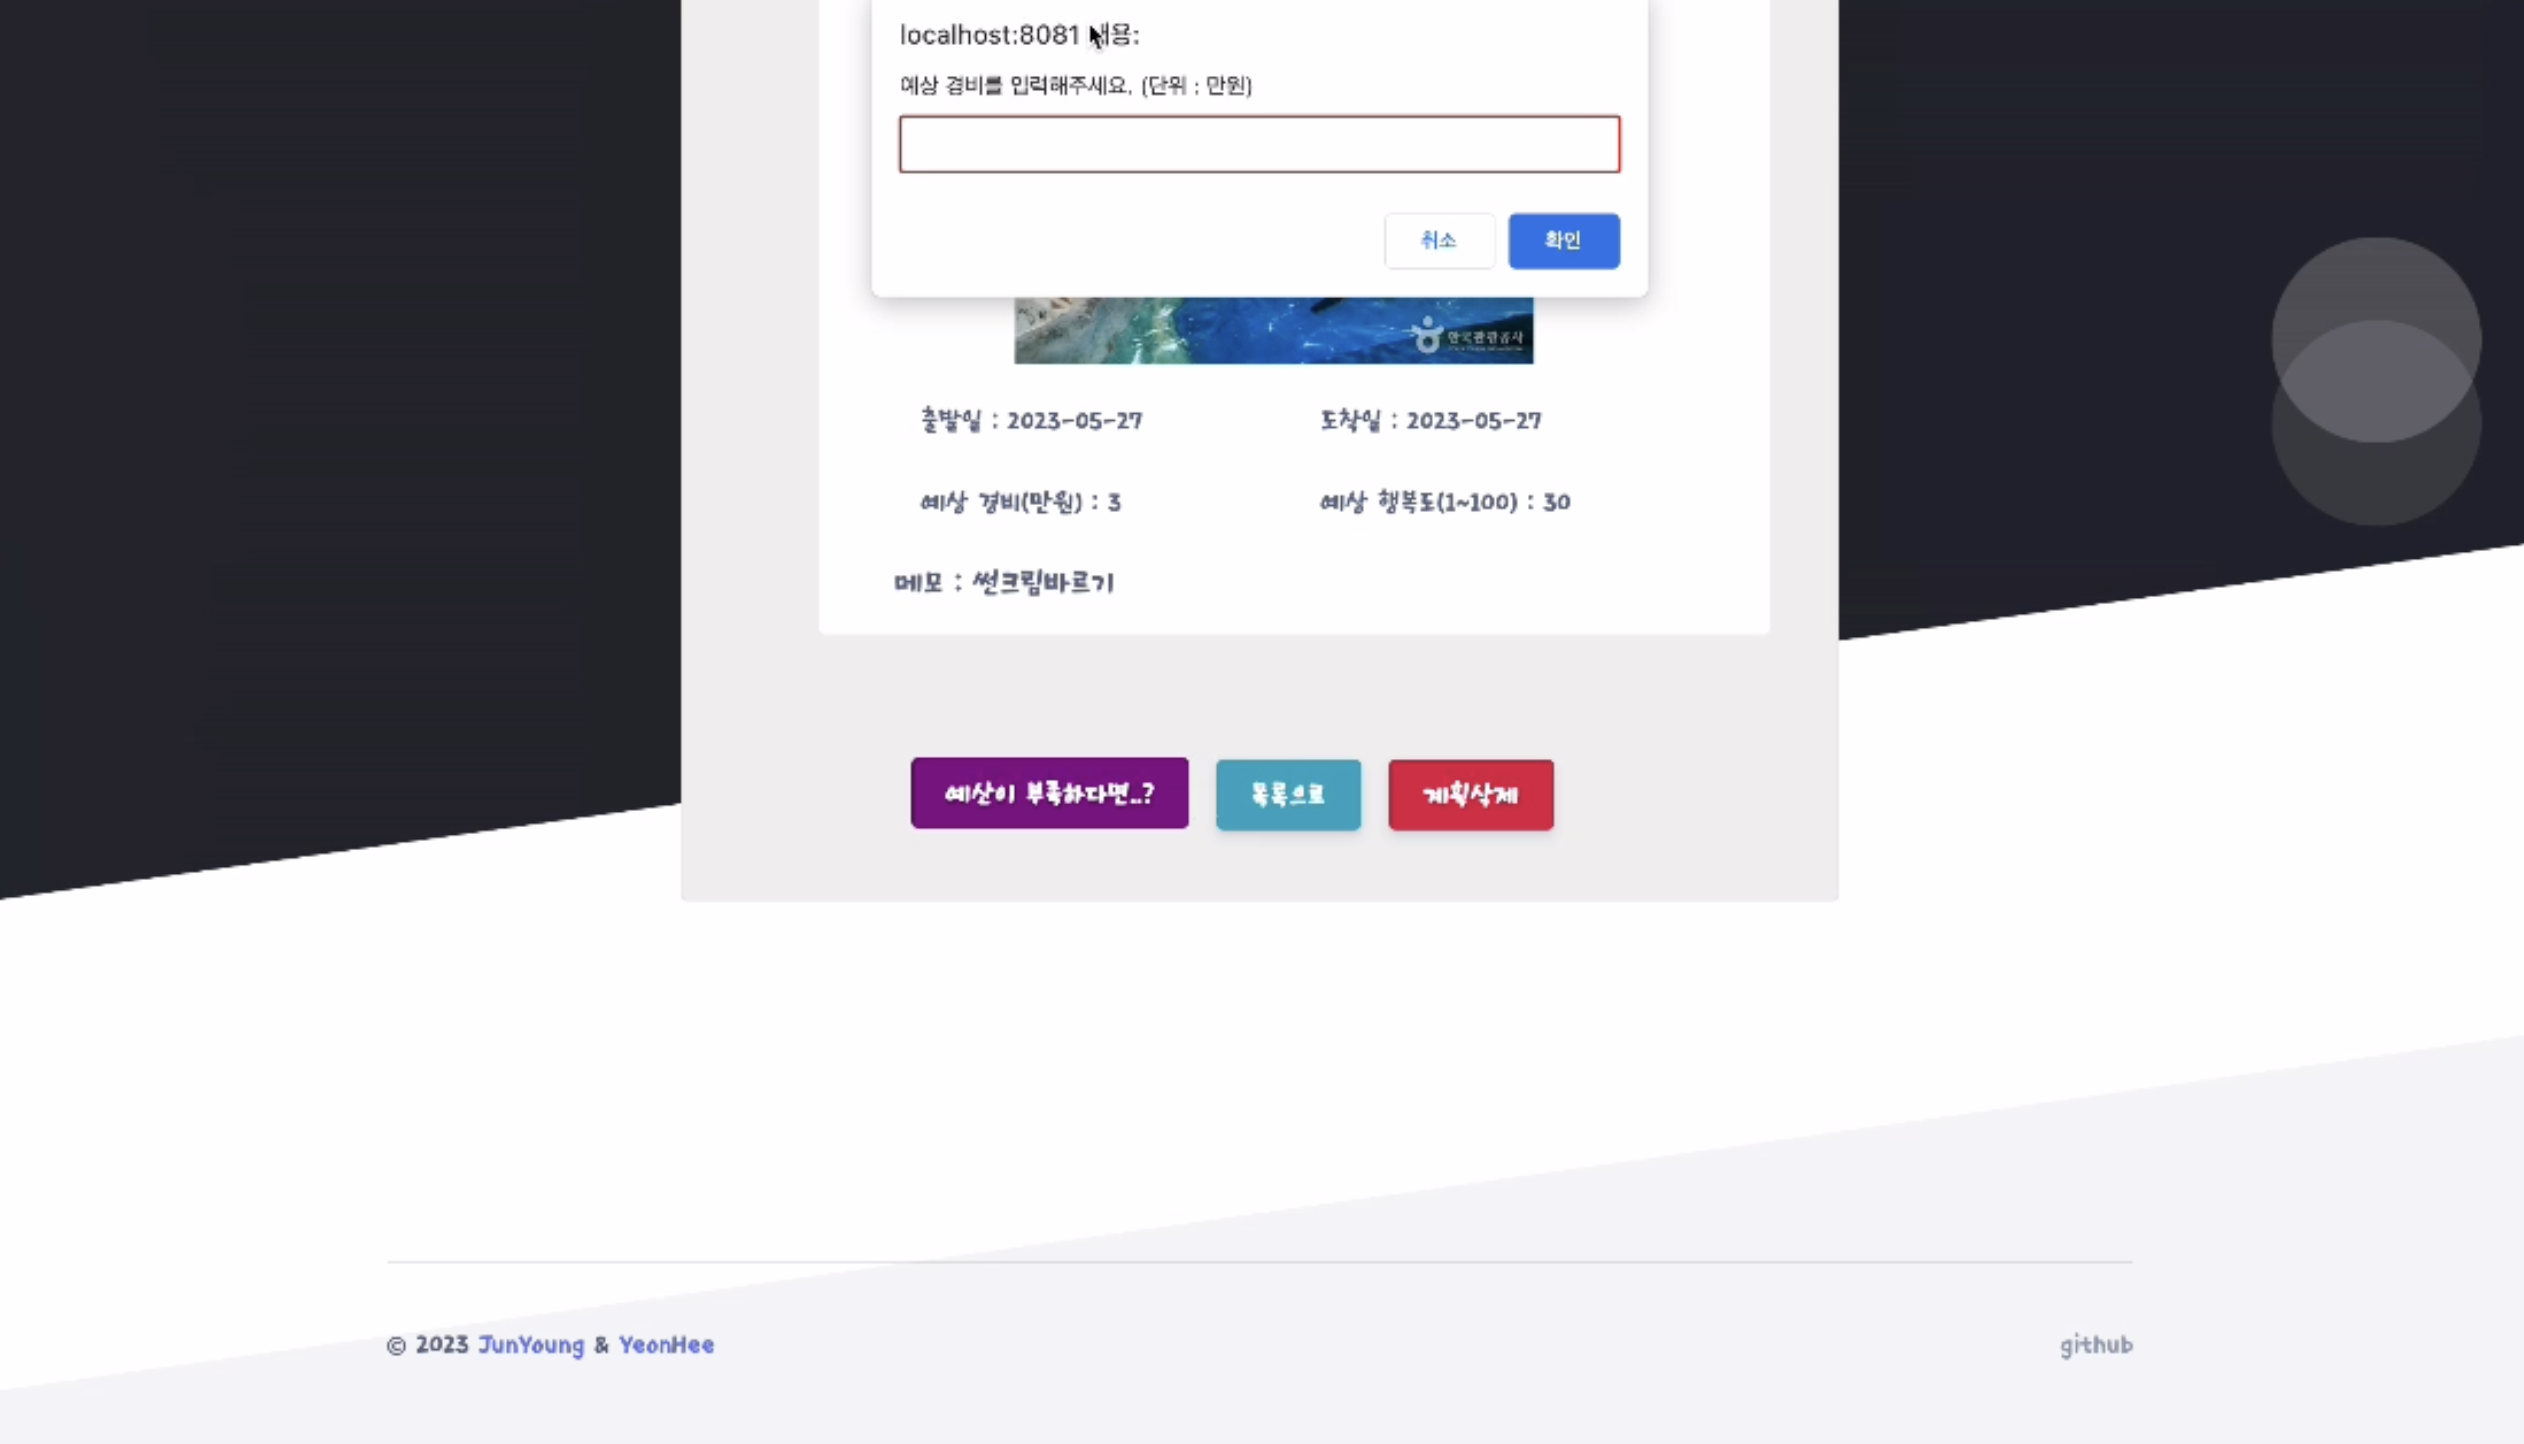 localhost:8081 내용:
예상 경비를 입력해주세요. (단위 : 만원)
취소 확인
한국관광공사
출발일 : 2023-05-27 도착일 : 2023-05-27
예상 경비(만원) : 3 예상 행복도(1~100) : 30
메모 : 썬크림바르기
예산이 부족하다면..? 목록으로 계획삭제
© 2023 JunYoung & YeonHee github